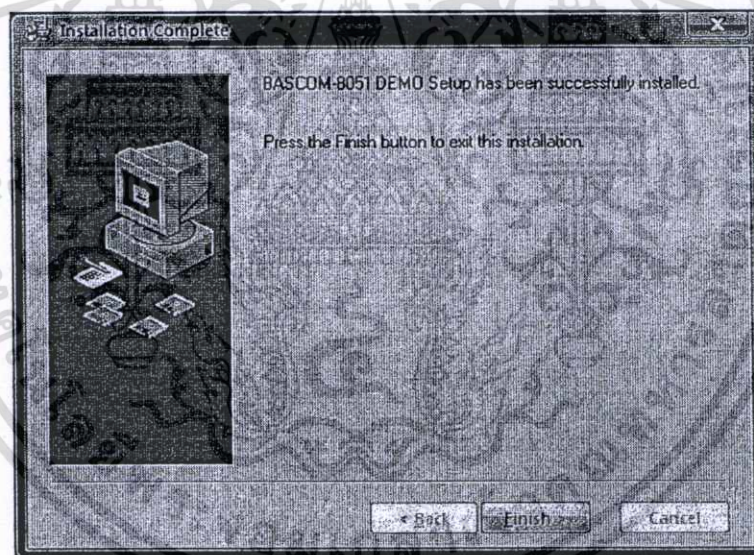 Installation Complete
BASCOM-8051 DEMO Setup has been successfully installed.
Press the Finish button to exit this installation.
< Back
Finish >
Cancel